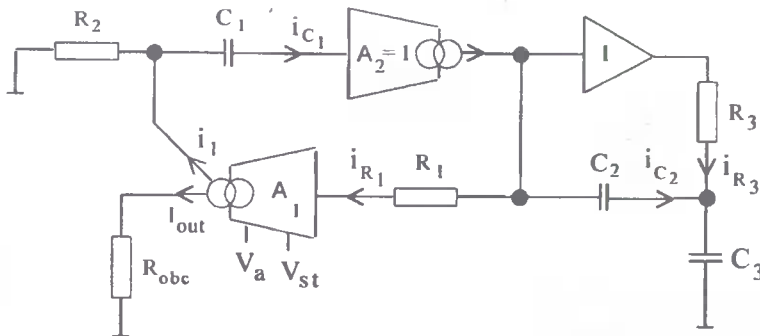 R2
C1
iC1
A2 = 1
1
R3
i1
iR1
R1
C2
iC2
iR3
A1
Iout
Va
Vst
Robc
C3